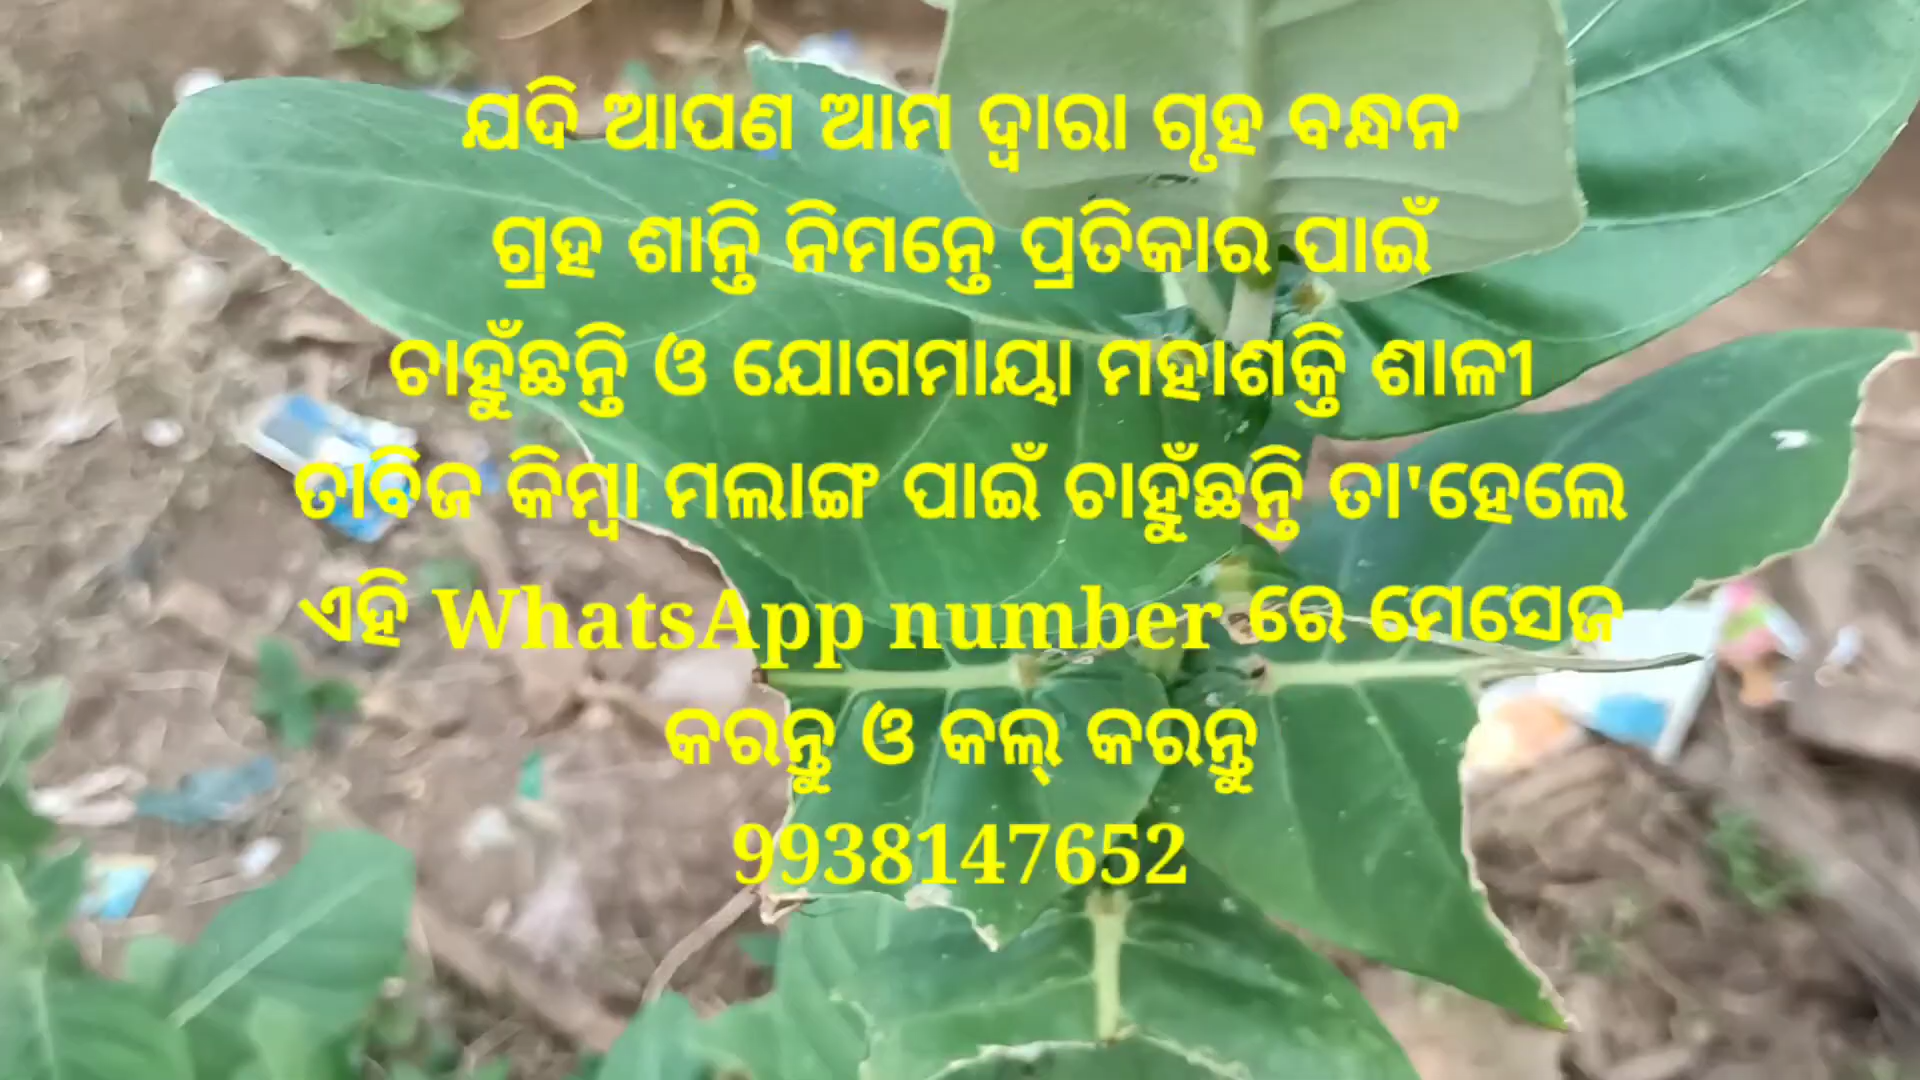 ଯଦି ଆପଣ ଆମ ଦ୍ଵାରା ଗୃହ ବନ୍ଧନ
ଗ୍ରହ ଶାନ୍ତି ନିମନ୍ତେ ପ୍ରତିକାର ପାଇଁ
ଚାହୁଁଛନ୍ତି ଓ ଯୋଗମାୟା ମହାଶକ୍ତି ଶାଳୀ
ତାବିଜ କିମ୍ବା ମଲାଙ୍ଗ ପାଇଁ ଚାହୁଁଛନ୍ତି ତା'ହେଲେ
ଏହି WhatsApp number ରେ ମେସେଜ
କରନ୍ତୁ ଓ କଲ୍ କରନ୍ତୁ
9938147652